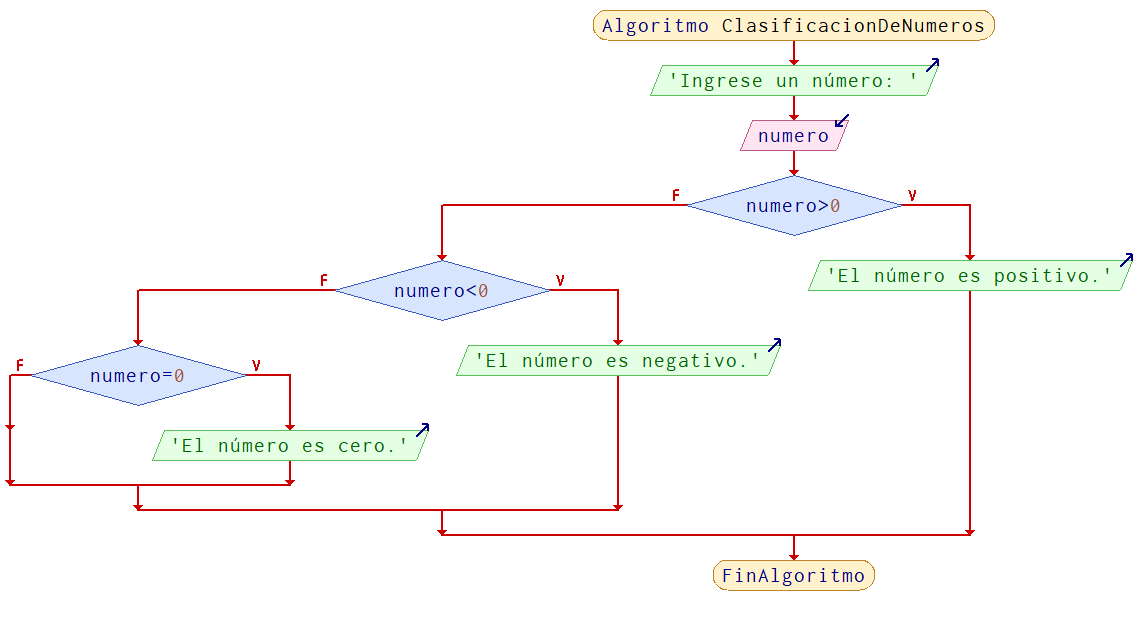 Algoritmo ClasificacionDeNumeros
'Ingrese un número: '
numero
F
numero>0
V
F
numero<0
V
'El número es positivo.'
F
numero=0
V
'El número es negativo.'
'El número es cero.'
FinAlgoritmo